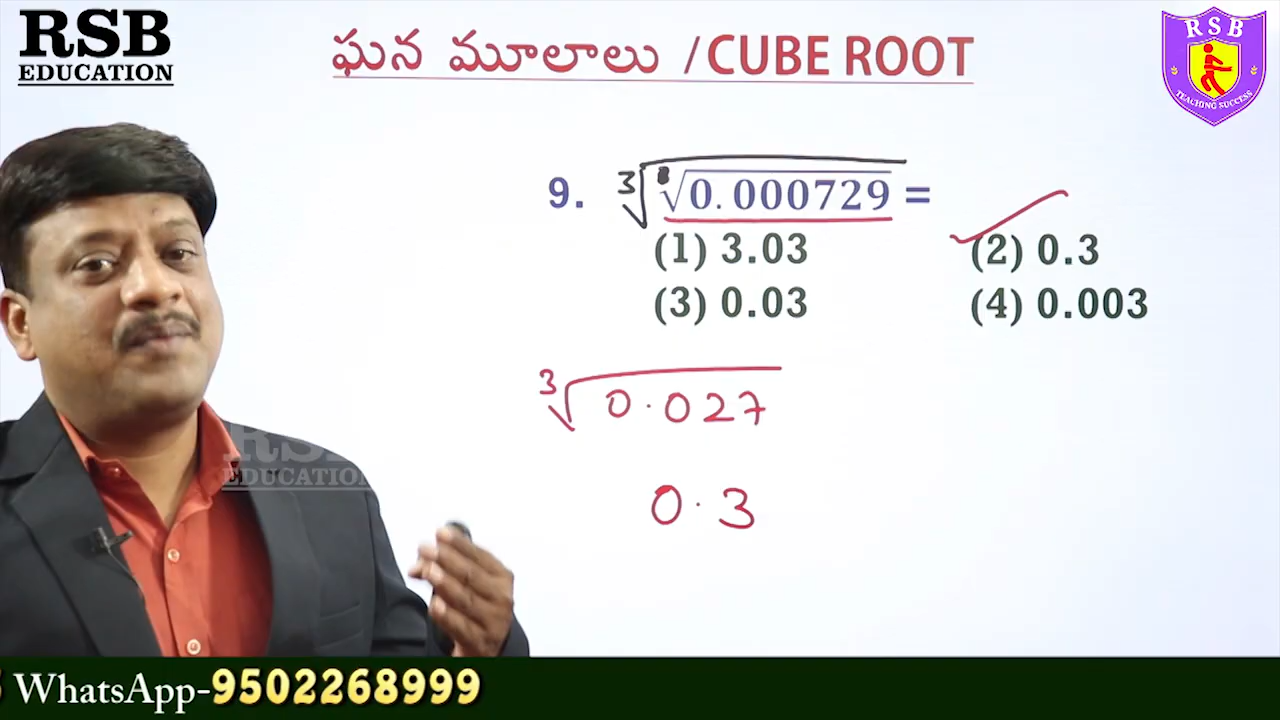 RSB
EDUCATION
ఘన మూలాలు / CUBE ROOT
RSB
TEACHING SUCCESS
9. ∛√0.000729 =
(1) 3.03
(2) 0.3
(3) 0.03
(4) 0.003
∛0.027
0.3
RSB
EDUCATION
WhatsApp-9502268999